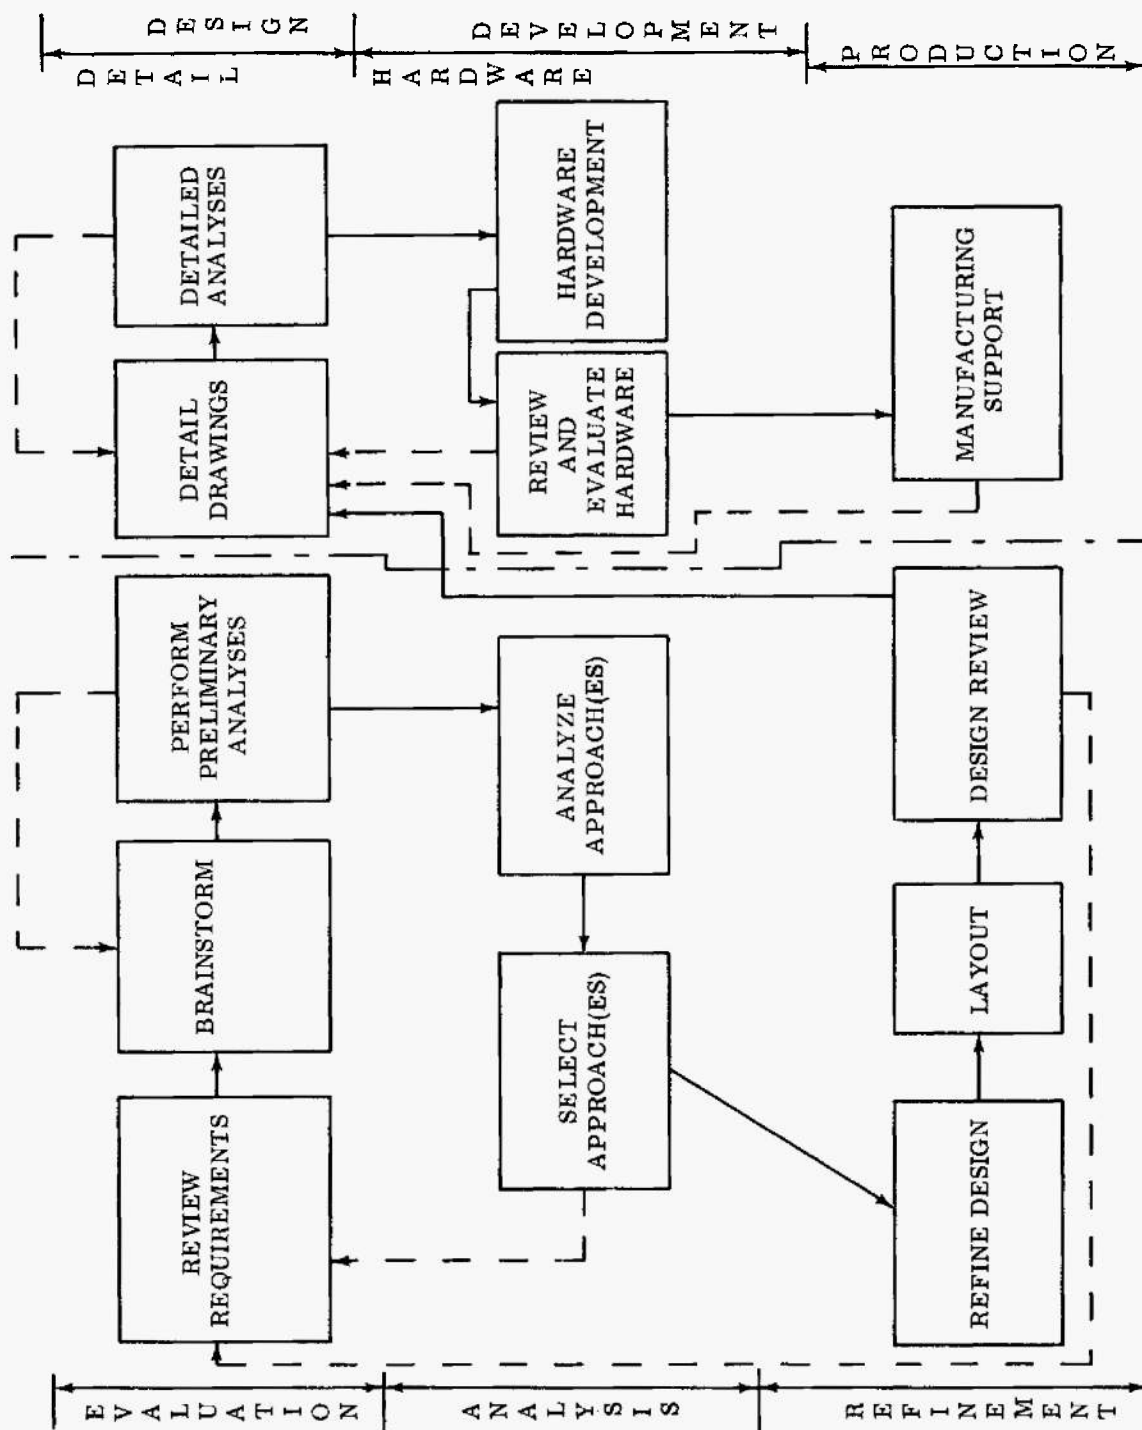 EVALUATION
REVIEW
REQUIREMENTS
BRAINSTORM
PERFORM
PRELIMINARY
ANALYSES
DETAIL
DRAWINGS
DETAILED
ANALYSES
DETAIL
DESIGN
ANALYSIS
SELECT
APPROACH(ES)
ANALYZE
APPROACH(ES)
REVIEW
AND
EVALUATE
HARDWARE
HARDWARE
DEVELOPMENT
HARDWARE
DEVELOPMENT
REFINEMENT
REFINE DESIGN
LAYOUT
DESIGN REVIEW
MANUFACTURING
SUPPORT
PRODUCTION